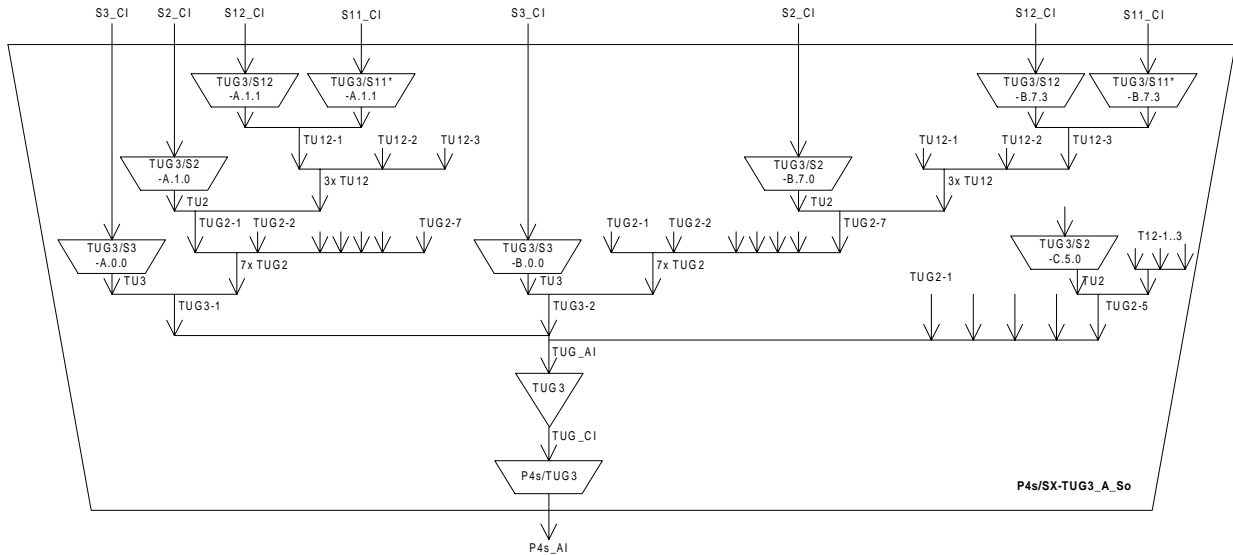 S3_CI
S2_CI
S12_CI
S11_CI
S3_CI
S2_CI
S12_CI
S11_CI
TUG3/S12
-A.1.1
TUG3/S11*
-A.1.1
TUG3/S12
-B.7.3
TUG3/S11*
-B.7.3
TU12-1
TU12-2
TU12-3
TU12-1
TU12-2
TU12-3
TUG3/S2
-A.1.0
3x TU12
TUG3/S2
-B.7.0
3x TU12
TU2
TU2
TUG2-1
TUG2-2
TUG2-7
TUG2-1
TUG2-2
TUG2-7
TUG3/S3
-A.0.0
7x TUG2
TUG3/S3
-B.0.0
7x TUG2
TUG3/S2
-C.5.0
T12-1..3
TU3
TU3
TUG2-1
TU2
TUG3-1
TUG3-2
TUG2-5
TUG_AI
TUG3
TUG_CI
P4s/TUG3
P4s/SX-TUG3_A_So
P4s_AI